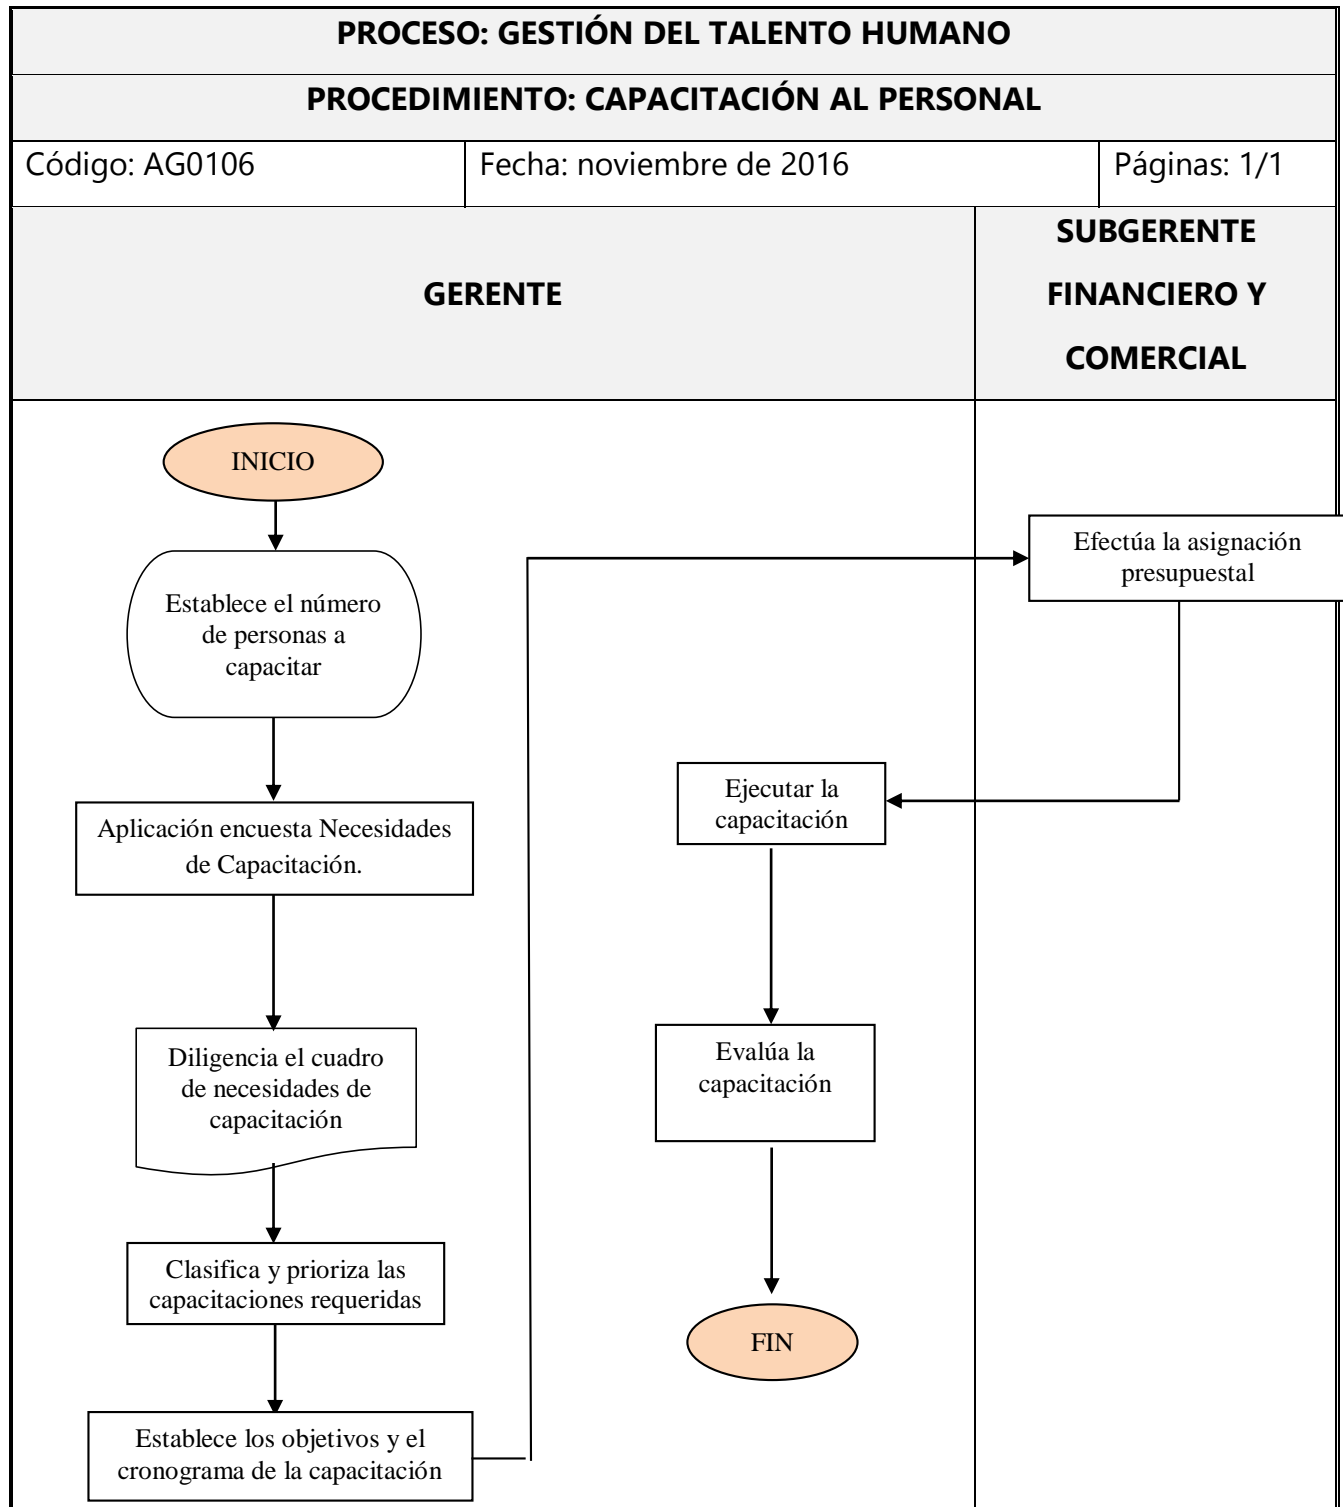 PROCESO: GESTIÓN DEL TALENTO HUMANO
PROCEDIMIENTO: CAPACITACIÓN AL PERSONAL
Código: AG0106
Fecha: noviembre de 2016
Páginas: 1/1
GERENTE
SUBGERENTE
FINANCIERO Y
COMERCIAL
INICIO
Establece el número
de personas a
capacitar
Aplicación encuesta Necesidades
de Capacitación.
Diligencia el cuadro
de necesidades de
capacitación
Clasifica y prioriza las
capacitaciones requeridas
Establece los objetivos y el
cronograma de la capacitación
Efectúa la asignación
presupuestal
Ejecutar la
capacitación
Evalúa la
capacitación
FIN